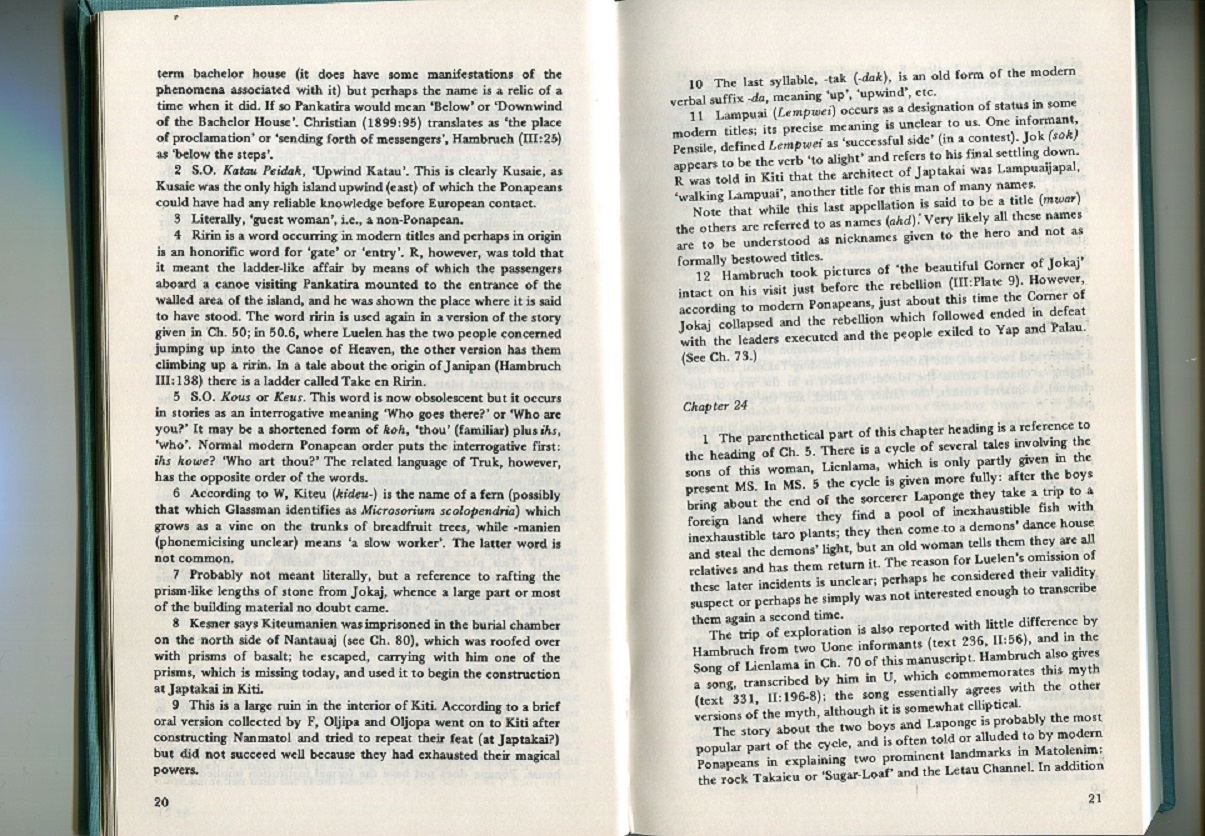 term bachelor house (it does have some manifestations of the
phenomena associated with it) but perhaps the name is a relic of a
time when it did. If so Pankatira would mean 'Below' or 'Downwind
of the Bachelor House'. Christian (1899:95) translates as 'the place
of proclamation' or 'sending forth of messengers', Hambruch (III:25)
as 'below the steps'.
2 S.O. Katau Peidak, 'Upwind Katau'. This is clearly Kusaie, as
Kusaie was the only high island upwind (east) of which the Ponapeans
could have had any reliable knowledge before European contact.
3 Literally, 'guest woman', i.e., a non-Ponapean.
4 Ririn is a word occurring in modern titles and perhaps in origin
is an honorific word for 'gate' or 'entry'. R, however, was told that
it meant the ladder-like affair by means of which the passengers
aboard a canoe visiting Pankatira mounted to the entrance of the
walled area of the island, and he was shown the place where it is said
to have stood. The word ririn is used again in a version of the story
given in Ch. 50; in 50.6, where Luelen has the two people concerned
jumping up into the Canoe of Heaven, the other version has them
climbing up a ririn. In a tale about the origin of Janipan (Hambruch
III:138) there is a ladder called Take en Ririn.
5 S.O. Kous or Keus. This word is now obsolescent but it occurs
in stories as an interrogative meaning 'Who goes there?' or 'Who are
you?' It may be a shortened form of koh, 'thou' (familiar) plus ihs,
'who'. Normal modern Ponapean order puts the interrogative first:
ihs kowe? 'Who art thou?' The related language of Truk, however,
has the opposite order of the words.
6 According to W, Kiteu (kideu-) is the name of a fern (possibly
that which Glassman identifies as Microsorium scolopendria) which
grows as a vine on the trunks of breadfruit trees, while -manien
(phonemicising unclear) means 'a slow worker'. The latter word is
not common.
7 Probably not meant literally, but a reference to rafting the
prism-like lengths of stone from Jokaj, whence a large part or most
of the building material no doubt came.
8 Kesner says Kiteumanien was imprisoned in the burial chamber
on the north side of Nantauaj (see Ch. 80), which was roofed over
with prisms of basalt; he escaped, carrying with him one of the
prisms, which is missing today, and used it to begin the construction
at Japtakai in Kiti.
9 This is a large ruin in the interior of Kiti. According to a brief
oral version collected by F, Oljipa and Oljopa went on to Kiti after
constructing Nanmatol and tried to repeat their feat (at Japtakai?)
but did not succeed well because they had exhausted their magical
powers.
20
10 The last syllable, -tak (-dak), is an old form of the modern
verbal suffix -da, meaning 'up', 'upwind', etc.
11 Lampuai (Lempwei) occurs as a designation of status in some
modern titles; its precise meaning is unclear to us. One informant,
Pensile, defined Lempwei as 'successful side' (in a contest). Jok (sok)
appears to be the verb 'to alight' and refers to his final settling down.
R was told in Kiti that the architect of Japtakai was Lampuaijapal,
'walking Lampuai', another title for this man of many names.
Note that while this last appellation is said to be a title (mwar)
the others are referred to as names (ahd). Very likely all these names
are to be understood as nicknames given to the hero and not as
formally bestowed titles.
12 Hambruch took pictures of 'the beautiful Corner of Jokaj'
intact on his visit just before the rebellion (III:Plate 9). However,
according to modern Ponapeans, just about this time the Corner of
Jokaj collapsed and the rebellion which followed ended in defeat
with the leaders executed and the people exiled to Yap and Palau.
(See Ch. 73.)
Chapter 24
1 The parenthetical part of this chapter heading is a reference to
the heading of Ch. 5. There is a cycle of several tales involving the
sons of this woman, Lienlama, which is only partly given in the
present MS. In MS. 5 the cycle is given more fully: after the boys
bring about the end of the sorcerer Laponge they take a trip to a
foreign land where they find a pool of inexhaustible fish with
inexhaustible taro plants; they then come to a demons' dance house
and steal the demons' light, but an old woman tells them they are all
relatives and has them return it. The reason for Luelen's omission of
these later incidents is unclear; perhaps he considered their validity
suspect or perhaps he simply was not interested enough to transcribe
them again a second time.
The trip of exploration is also reported with little difference by
Hambruch from two Uone informants (text 236, II:56), and in the
Song of Lienlama in Ch. 70 of this manuscript. Hambruch also gives
a song, transcribed by him in U, which commemorates this myth
(text 331, II:196-8); the song essentially agrees with the other
versions of the myth, although it is somewhat elliptical.
The story about the two boys and Laponge is probably the most
popular part of the cycle, and is often told or alluded to by modern
Ponapeans in explaining two prominent landmarks in Matolenim:
the rock Takaieu or 'Sugar-Loaf' and the Letau Channel. In addition
21